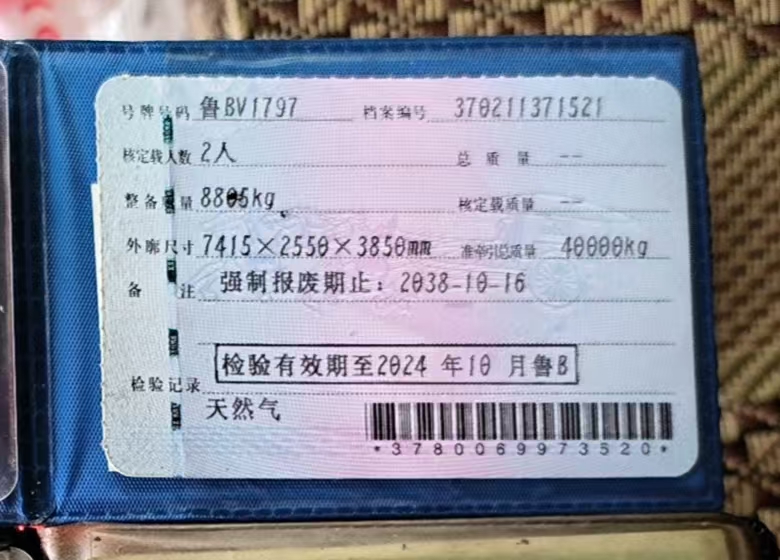 号牌号码 鲁BV1797 档案编号 370211371521
核定载人数 2人 总质量 --
整备质量 8805kg 核定载质量 --
外廓尺寸 7415×2550×3850mm 准牵引总质量 40000kg
备注 强制报废期止：2038-10-16
检验有效期至2024 年10 月鲁B
检验记录
天然气
*3780069973520*